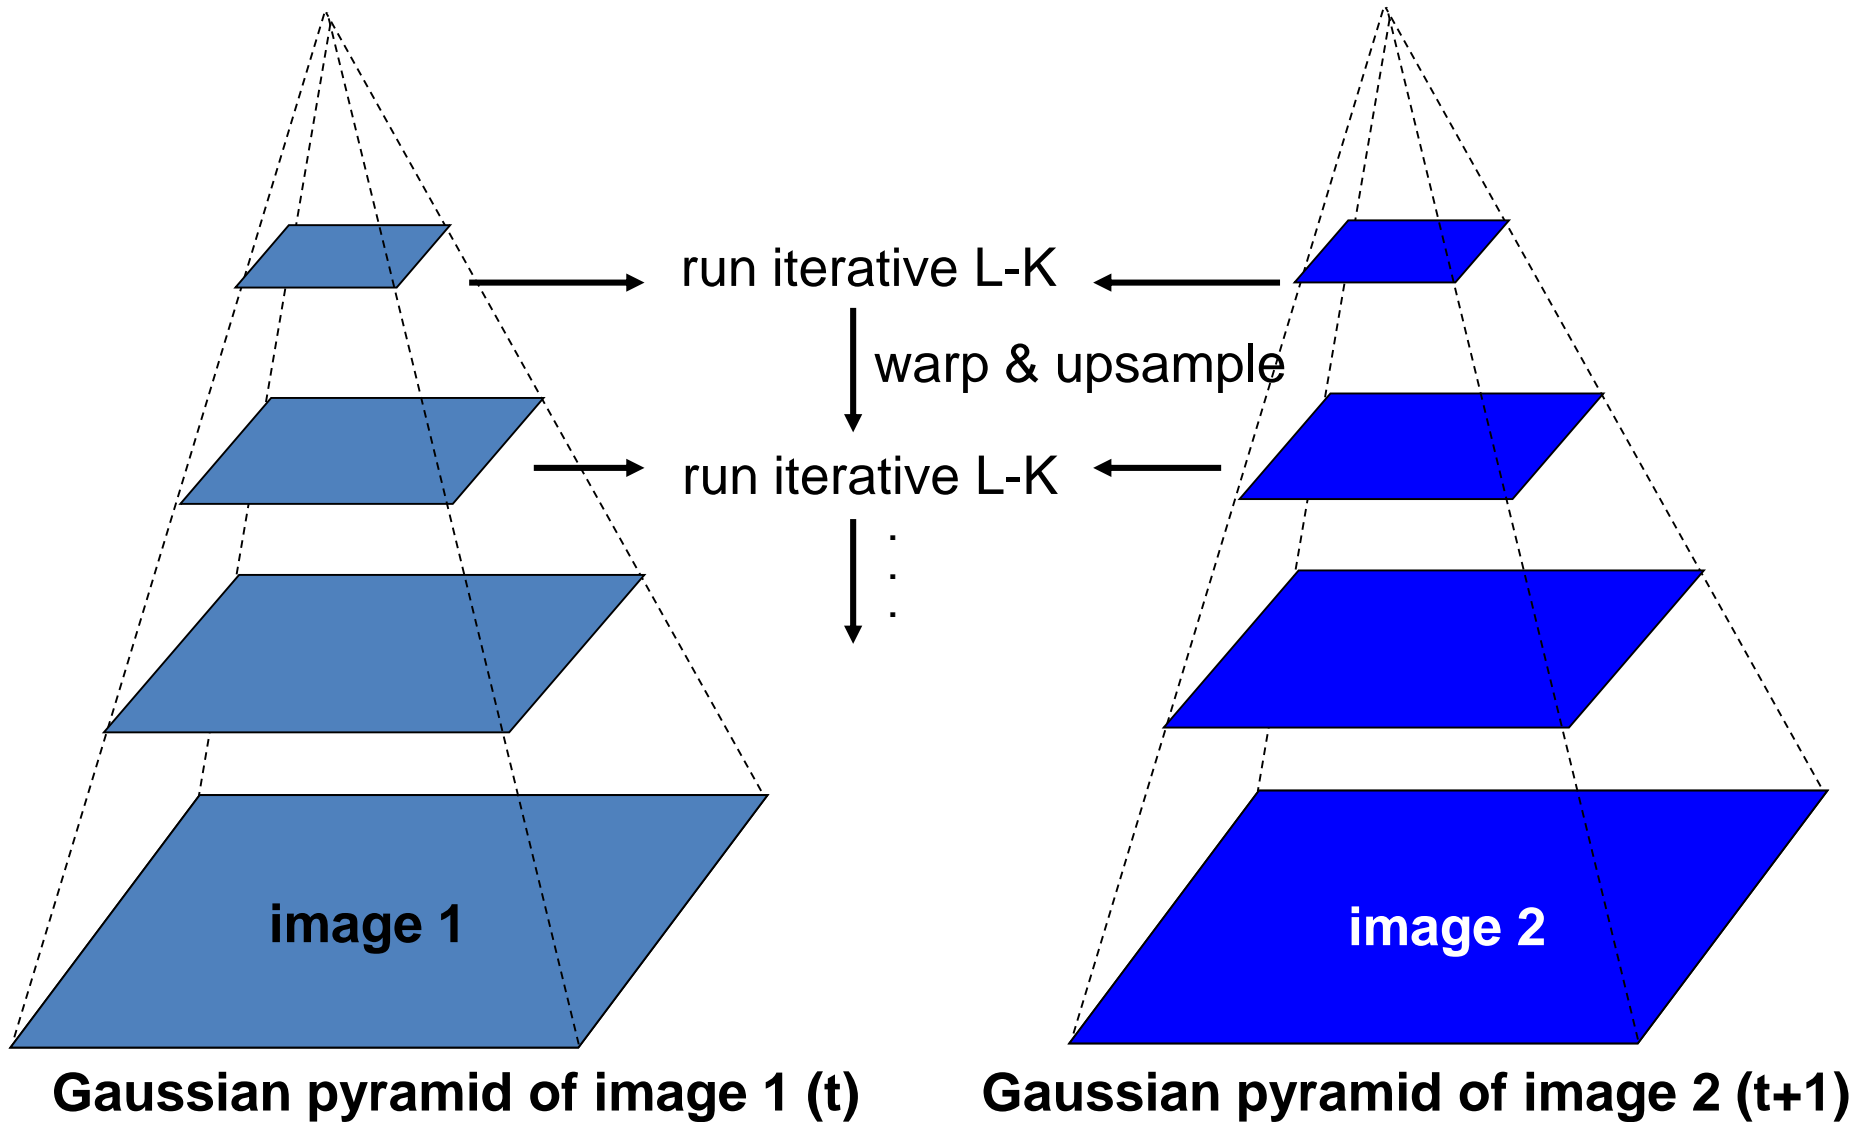 run iterative L-K
warp & upsample
run iterative L-K
.
.
.
image 1
image 2
Gaussian pyramid of image 1 (t)
Gaussian pyramid of image 2 (t+1)